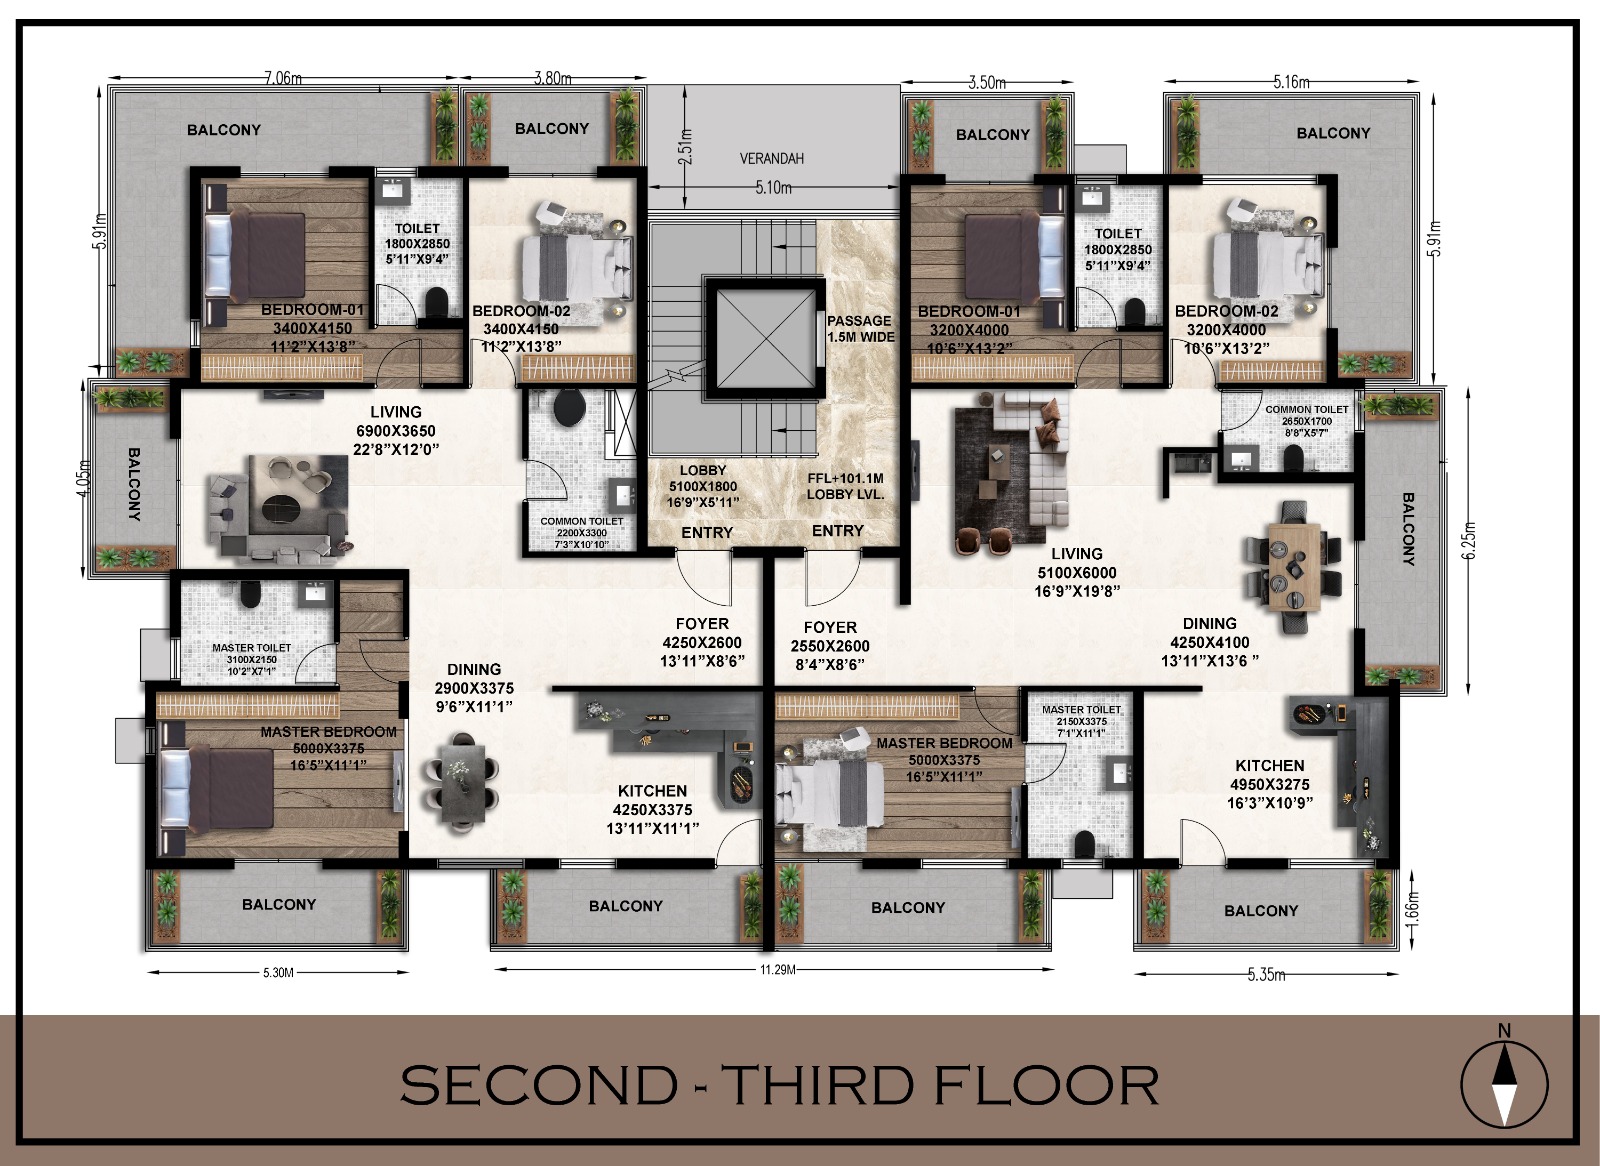 7.06m
3.80m
3.50m
5.16m
BALCONY
BALCONY
2.51m
VERANDAH
5.10m
BALCONY
BALCONY
5.91m
5.91m
TOILET
1800X2850
5'11"X9'4"
BEDROOM-01
3400X4150
11'2"X13'8"
BEDROOM-02
3400X4150
11'2"X13'8"
PASSAGE
1.5M WIDE
TOILET
1800X2850
5'11"X9'4"
BEDROOM-01
3200X4000
10'6"X13'2"
BEDROOM-02
3200X4000
10'6"X13'2"
4.05m
BALCONY
LIVING
6900X3650
22'8"X12'0"
COMMON TOILET
2200X3300
7'3"X10'10"
LOBBY
5100X1800
16'9"X5'11"
ENTRY
FFL+101.1M
LOBBY LVL.
ENTRY
COMMON TOILET
2650X1700
8'8"X5'7"
BALCONY
6.25m
LIVING
5100X6000
16'9"X19'8"
MASTER TOILET
3100X2150
10'2"X7'1"
DINING
2900X3375
9'6"X11'1"
FOYER
4250X2600
13'11"X8'6"
FOYER
2550X2600
8'4"X8'6"
DINING
4250X4100
13'11"X13'6 "
MASTER BEDROOM
5000X3375
16'5"X11'1"
KITCHEN
4250X3375
13'11"X11'1"
MASTER BEDROOM
5000X3375
16'5"X11'1"
MASTER TOILET
2150X3375
7'1"X11'1"
KITCHEN
4950X3275
16'3"X10'9"
BALCONY
BALCONY
BALCONY
BALCONY
1.66m
5.30M
11.29M
5.35m
SECOND - THIRD FLOOR
N